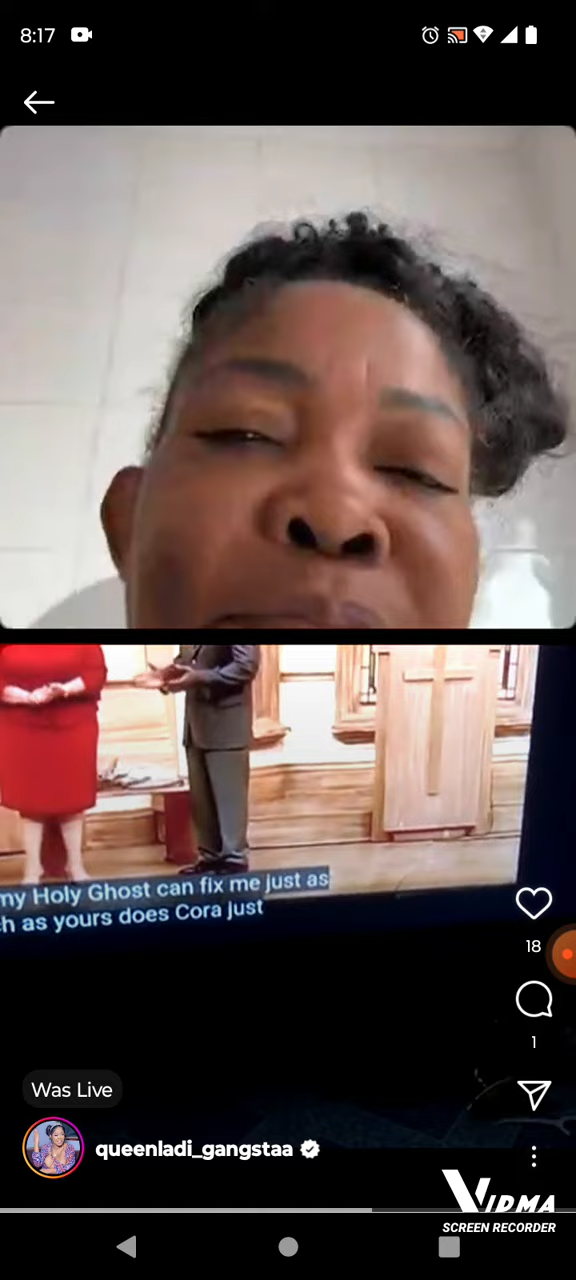 8:17
my Holy Ghost can fix me just as
h as yours does Cora just
18
1
Was Live
queenladi_gangstaa
VIDMA
SCREEN RECORDER